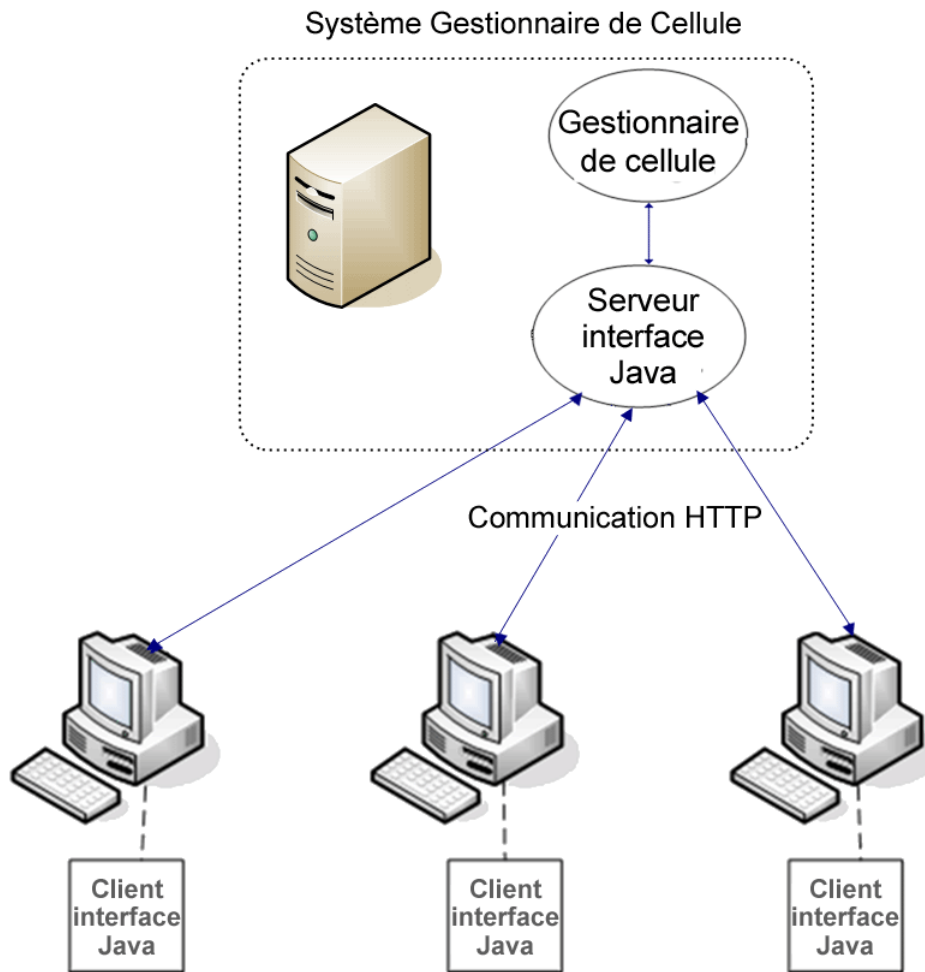 Système Gestionnaire de Cellule
Gestionnaire
de cellule
Serveur
interface
Java
Communication HTTP
Client
interface
Java
Client
interface
Java
Client
interface
Java